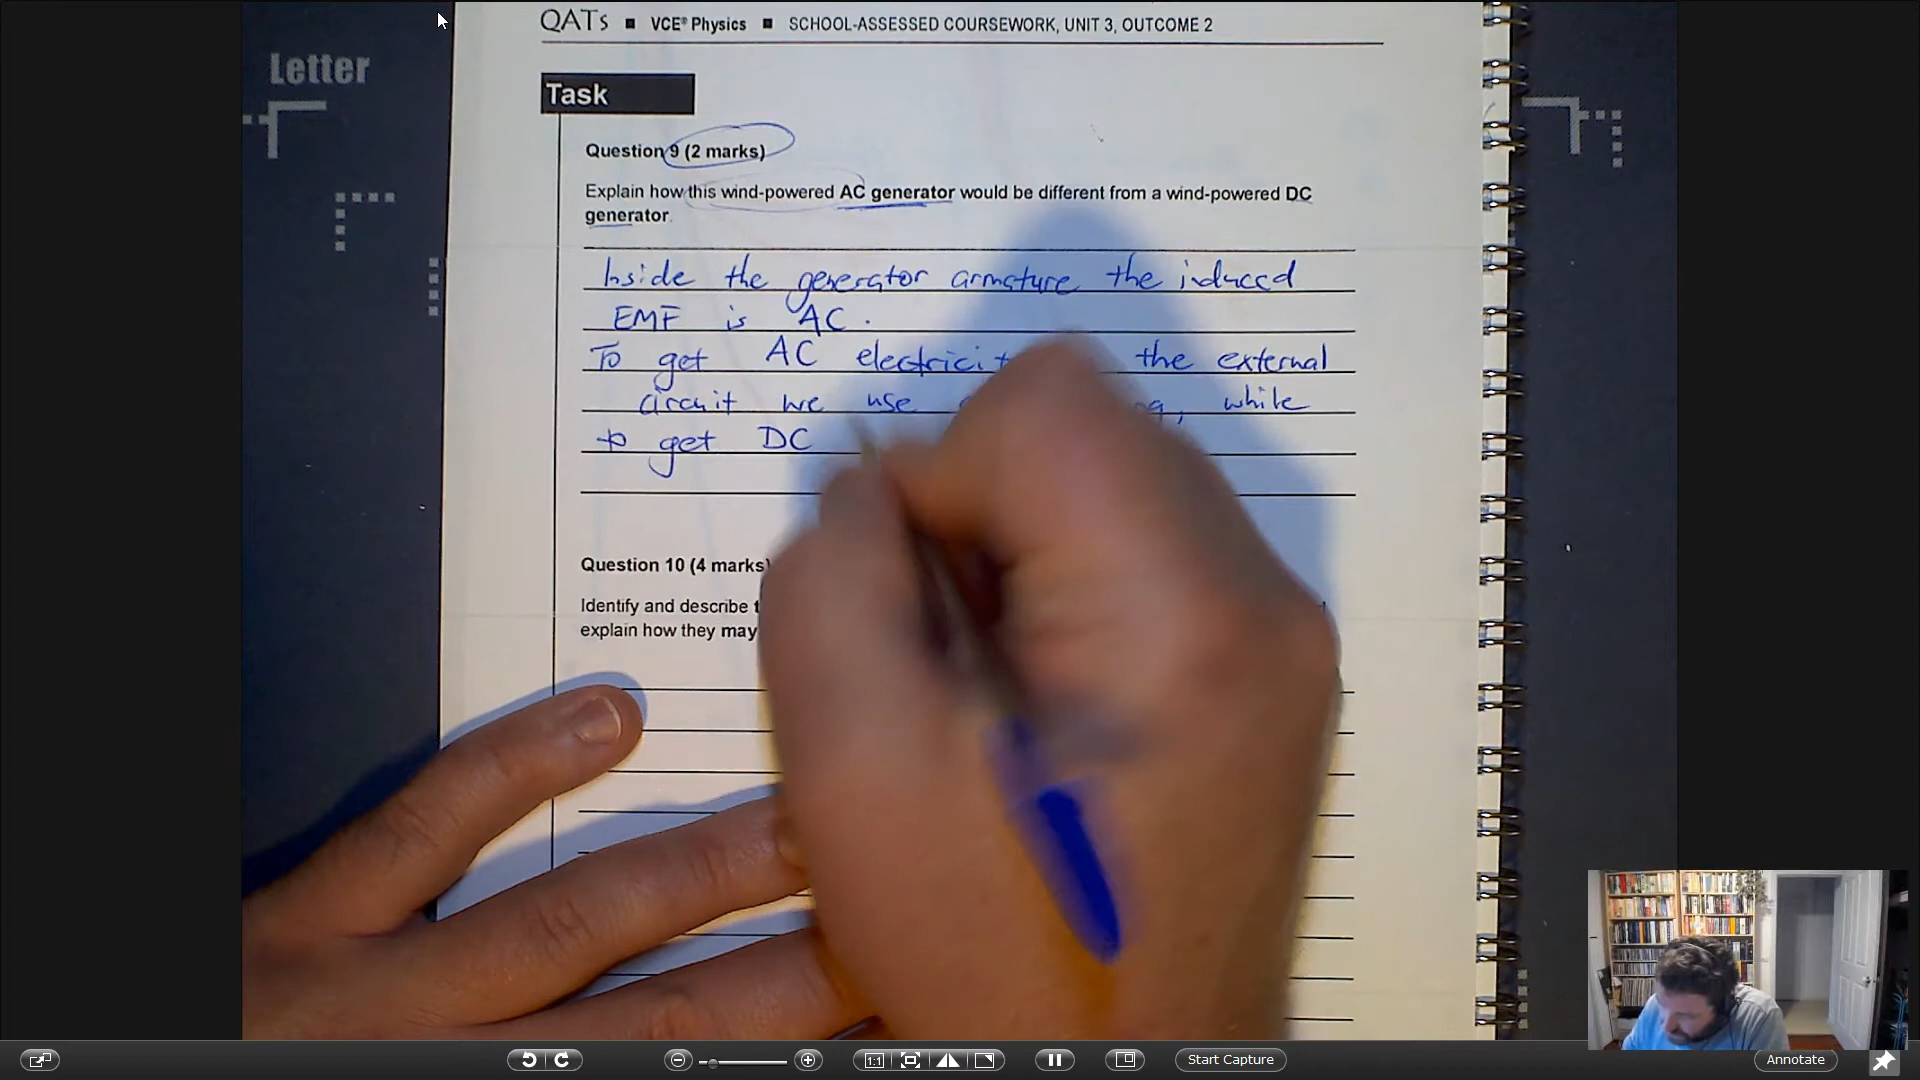 QATs ■ VCE® Physics ■ SCHOOL-ASSESSED COURSEWORK, UNIT 3, OUTCOME 2
Letter
Task
Question 9 (2 marks)
Explain how this wind-powered AC generator would be different from a wind-powered DC
generator.
Inside the generator armature the induced
EMF is AC.
To get AC the external
circuit we use while
to get DC
Question 10 (4 marks)
Identify and describe
explain how they may
1:1
Start Capture
Annotate